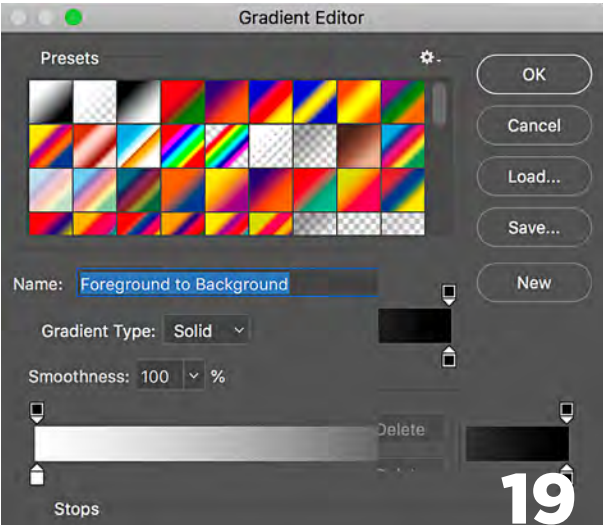 Gradient Editor
Presets
OK
Cancel
Load...
Save...
New
Name: Foreground to Background
Gradient Type: Solid
Smoothness: 100 %
Delete
Stops
19